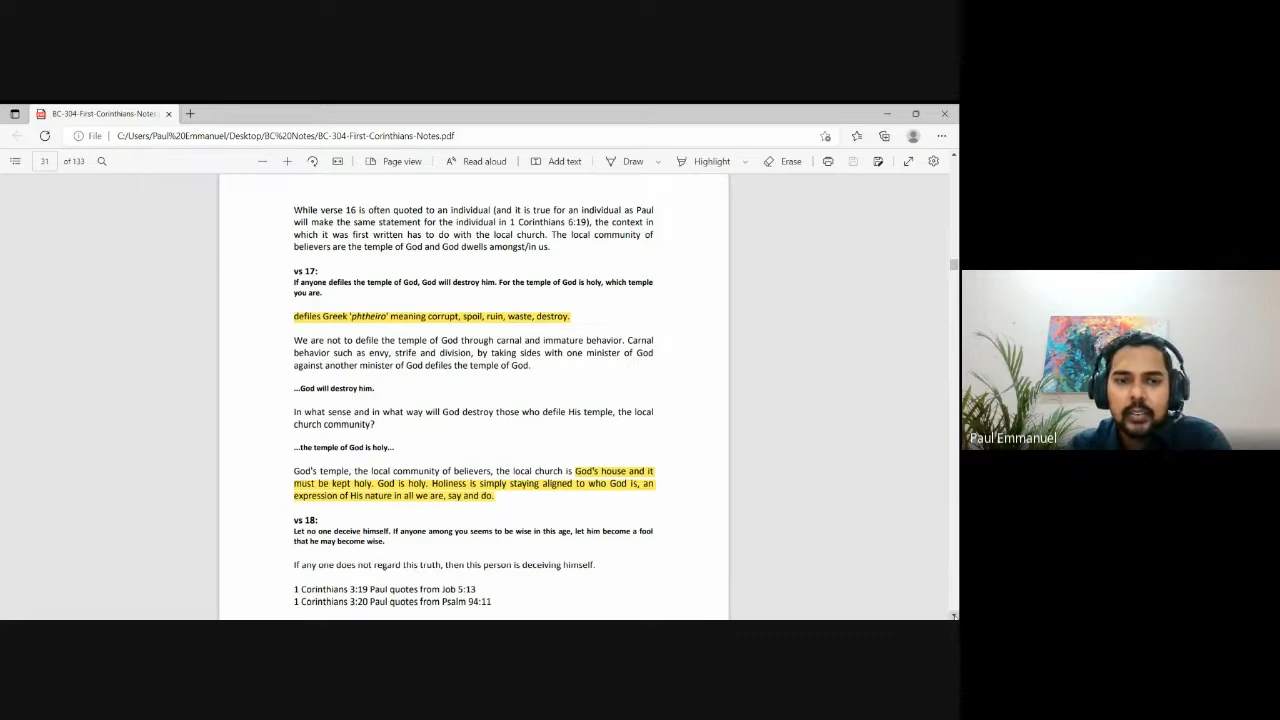 BC-304-First-Corinthians-Notes
File
C:/Users/Paul%20Emmanuel/Desktop/BC%20Notes/BC-304-First-Corinthians-Notes.pdf
31 of 133
Page view
Read aloud
Add text
Draw
Highlight
Erase
While verse 16 is often quoted to an individual (and it is true for an individual as Paul
will make the same statement for the individual in 1 Corinthians 6:19), the context in
which it was first written has to do with the local church. The local community of
believers are the temple of God and God dwells amongst/in us.
vs 17:
If anyone defiles the temple of God, God will destroy him. For the temple of God is holy, which temple
you are.
defiles Greek 'phtheiro' meaning corrupt, spoil, ruin, waste, destroy.
We are not to defile the temple of God through carnal and immature behavior. Carnal
behavior such as envy, strife and division, by taking sides with one minister of God
against another minister of God defiles the temple of God.
...God will destroy him.
In what sense and in what way will God destroy those who defile His temple, the local
church community?
...the temple of God is holy...
God's temple, the local community of believers, the local church is God's house and it
must be kept holy. God is holy. Holiness is simply staying aligned to who God is, an
expression of His nature in all we are, say and do.
vs 18:
Let no one deceive himself. If anyone among you seems to be wise in this age, let him become a fool
that he may become wise.
If any one does not regard this truth, then this person is deceiving himself.
1 Corinthians 3:19 Paul quotes from Job 5:13
1 Corinthians 3:20 Paul quotes from Psalm 94:11
Paul Emmanuel